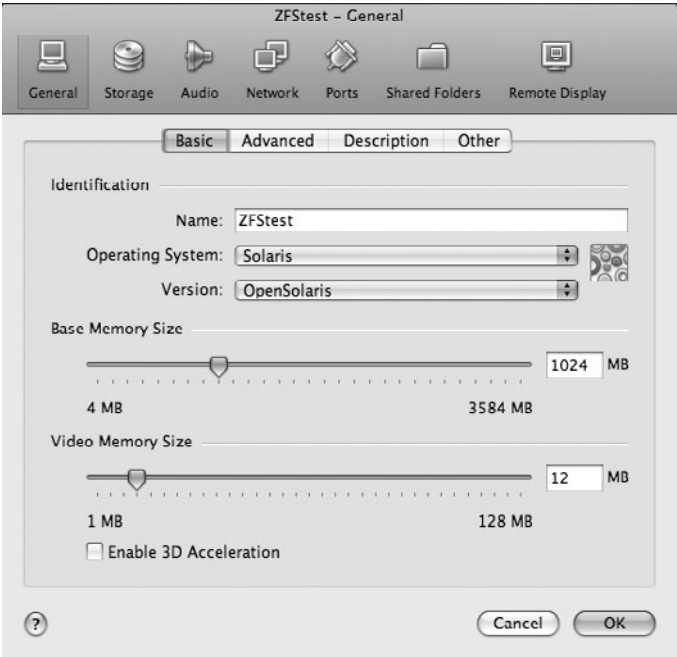 ZFStest – General
General Storage Audio Network Ports Shared Folders Remote Display
Basic Advanced Description Other
Identification
Name: ZFStest
Operating System: Solaris
Version: OpenSolaris
Base Memory Size
1024 MB
4 MB 3584 MB
Video Memory Size
12 MB
1 MB 128 MB
Enable 3D Acceleration
? Cancel OK